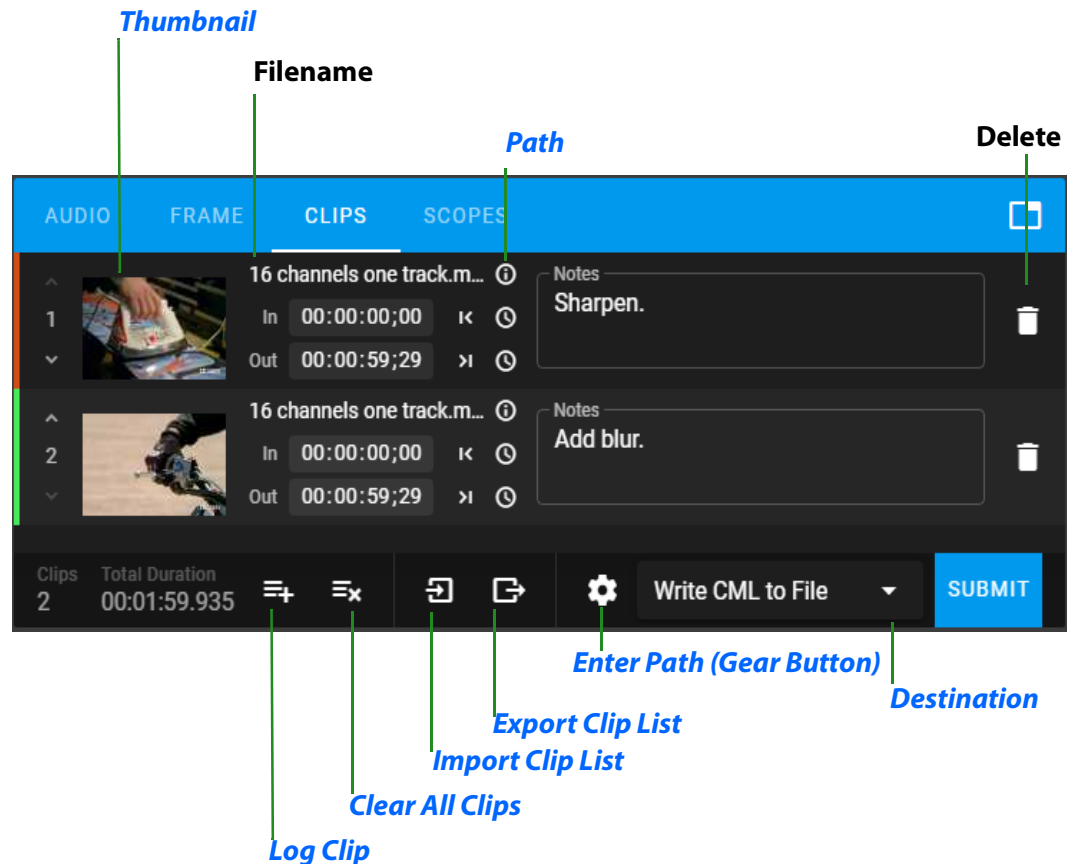 Thumbnail
Filename
Path
Delete
AUDIO FRAME CLIPS SCOPES
16 channels one track.m...
1
In 00:00:00;00
Out 00:00:59;29
Notes
Sharpen.
16 channels one track.m...
2
In 00:00:00;00
Out 00:00:59;29
Notes
Add blur.
Clips Total Duration
2 00:01:59.935
Write CML to File
SUBMIT
Enter Path (Gear Button)
Destination
Export Clip List
Import Clip List
Clear All Clips
Log Clip